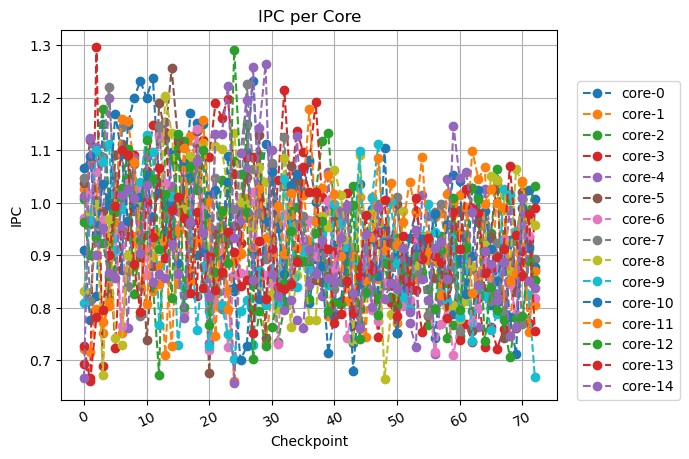 IPC per Core
1.3
1.2
1.1
1.0
0.9
0.8
0.7
IPC
0
10
20
30
40
50
60
70
Checkpoint
core-0
core-1
core-2
core-3
core-4
core-5
core-6
core-7
core-8
core-9
core-10
core-11
core-12
core-13
core-14